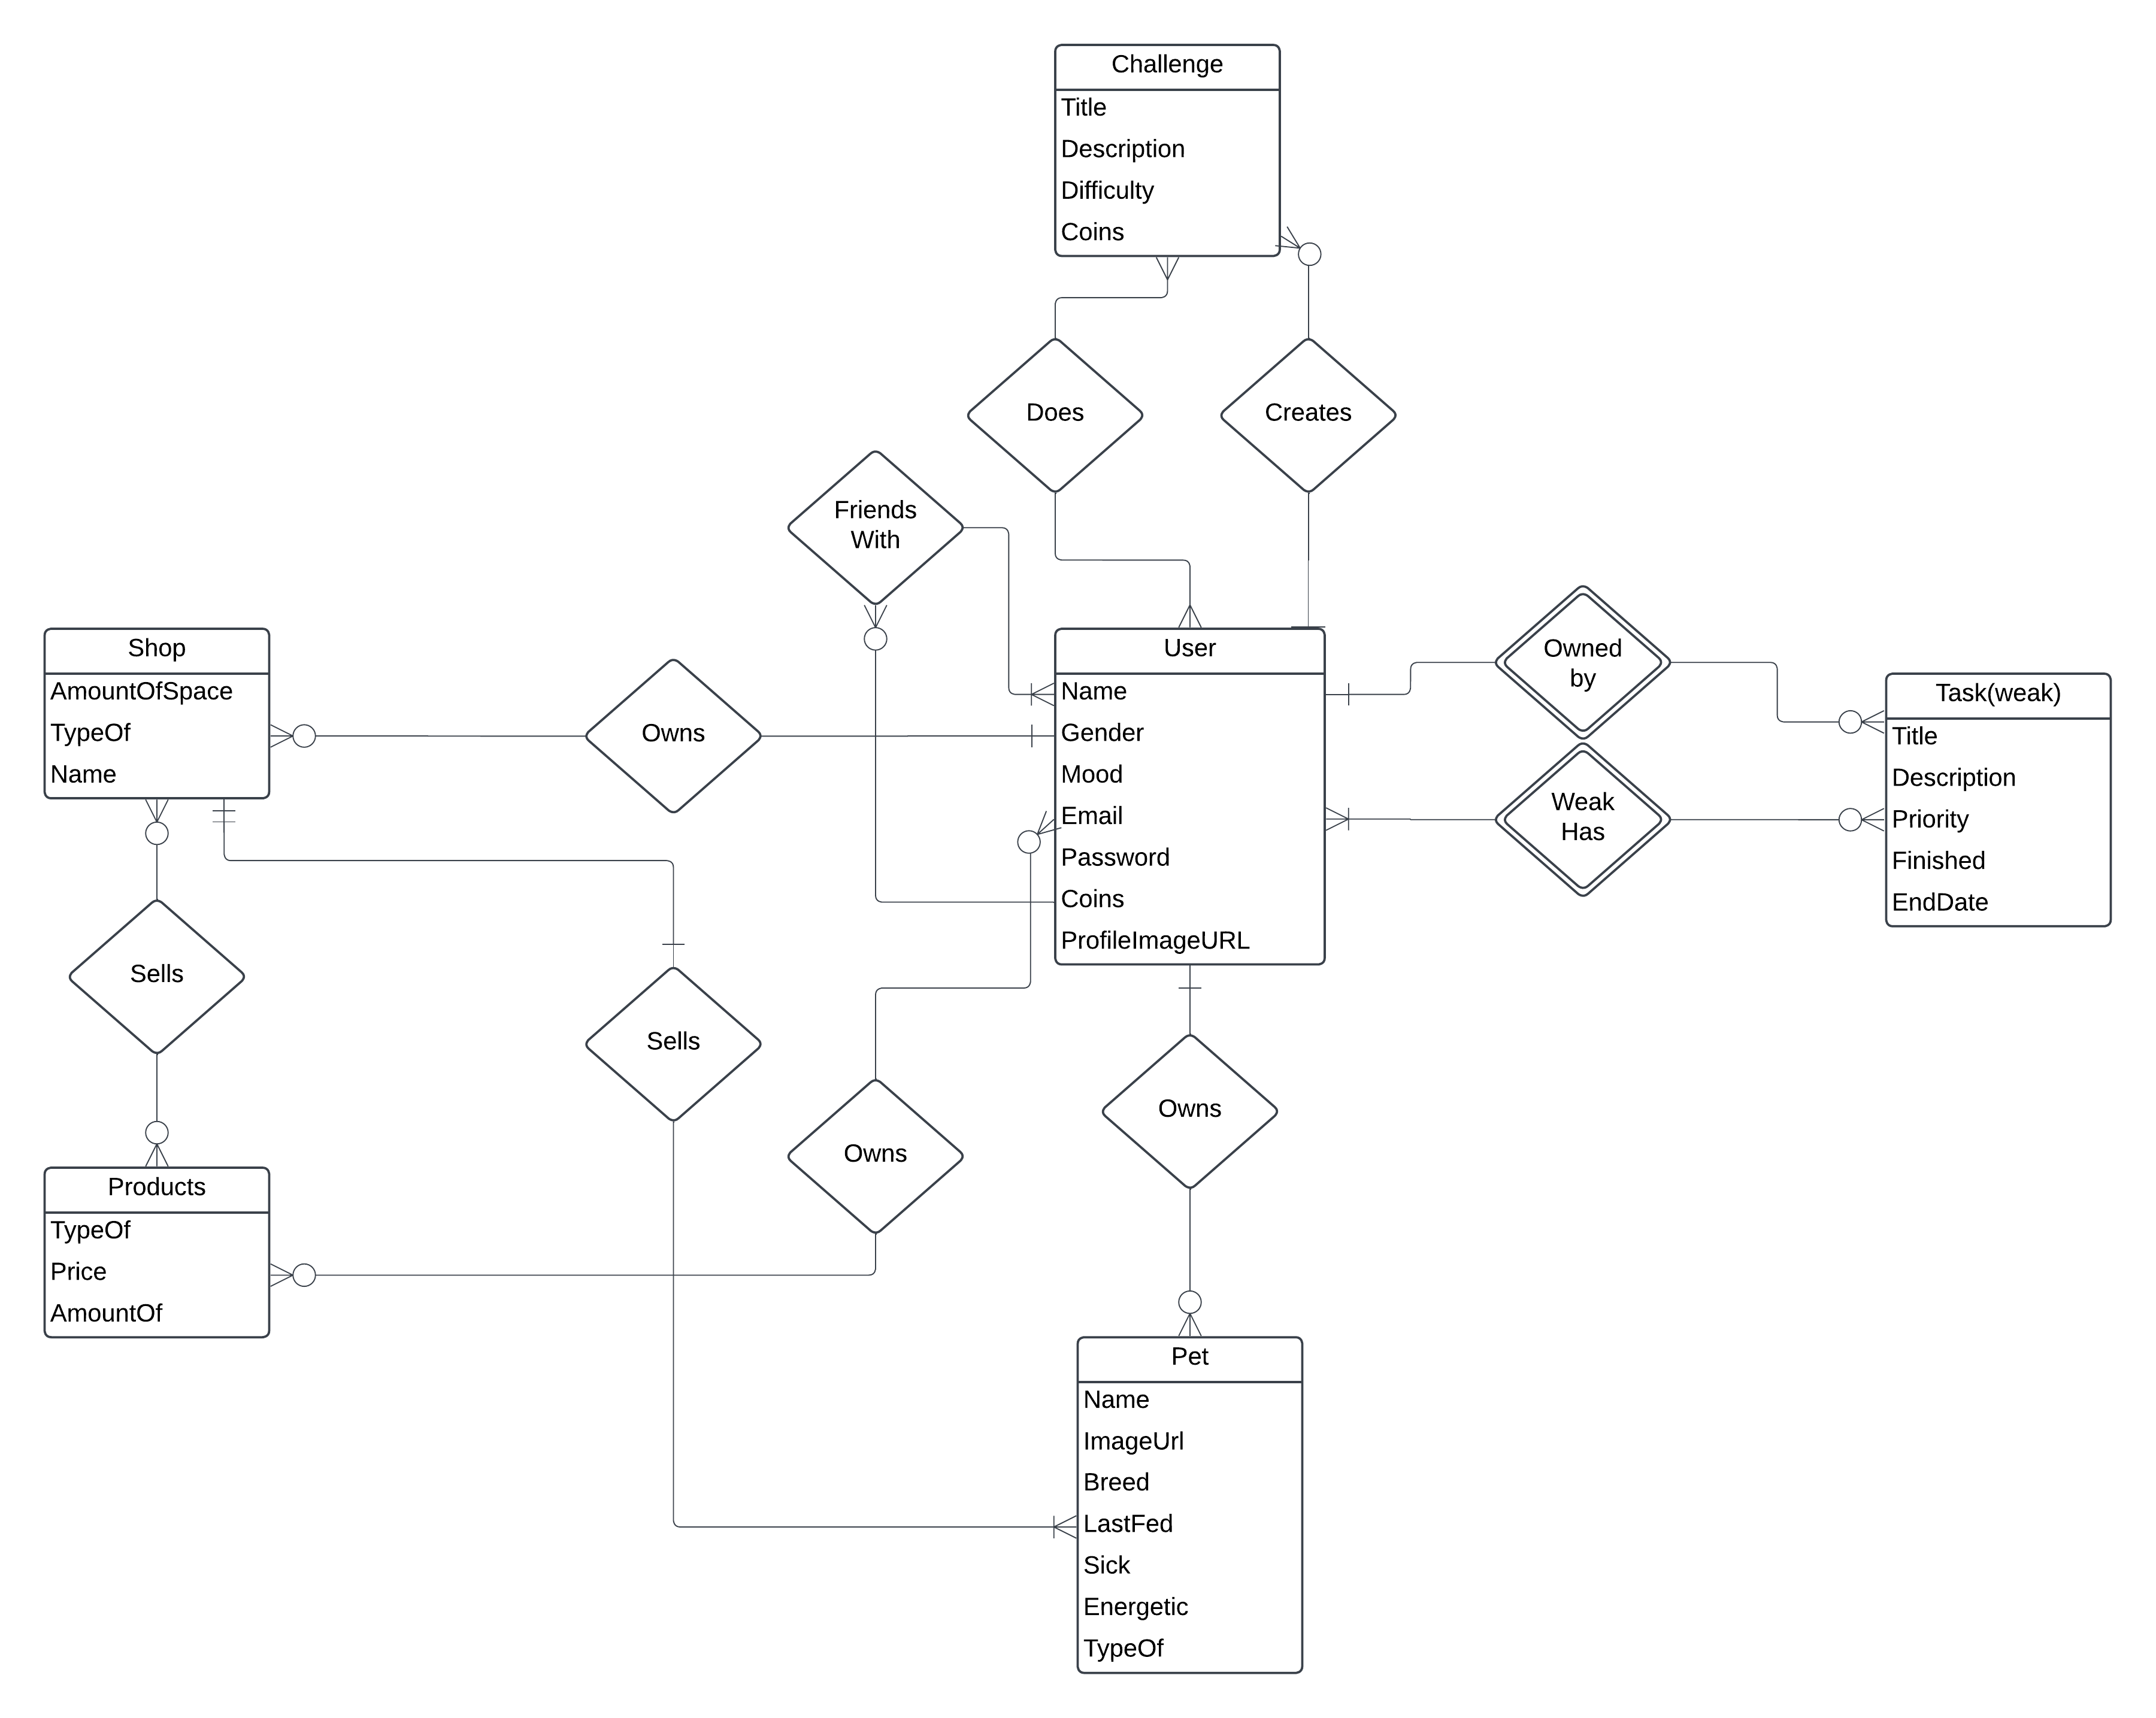 Challenge
Title
Description
Difficulty
Coins
Does
Creates
Friends
With
Shop
AmountOfSpace
TypeOf
Name
Owns
User
Name
Gender
Mood
Email
Password
Coins
ProfileImageURL
Owned
by
Weak
Has
Task(weak)
Title
Description
Priority
Finished
EndDate
Sells
Sells
Owns
Owns
Products
TypeOf
Price
AmountOf
Pet
Name
ImageUrl
Breed
LastFed
Sick
Energetic
TypeOf